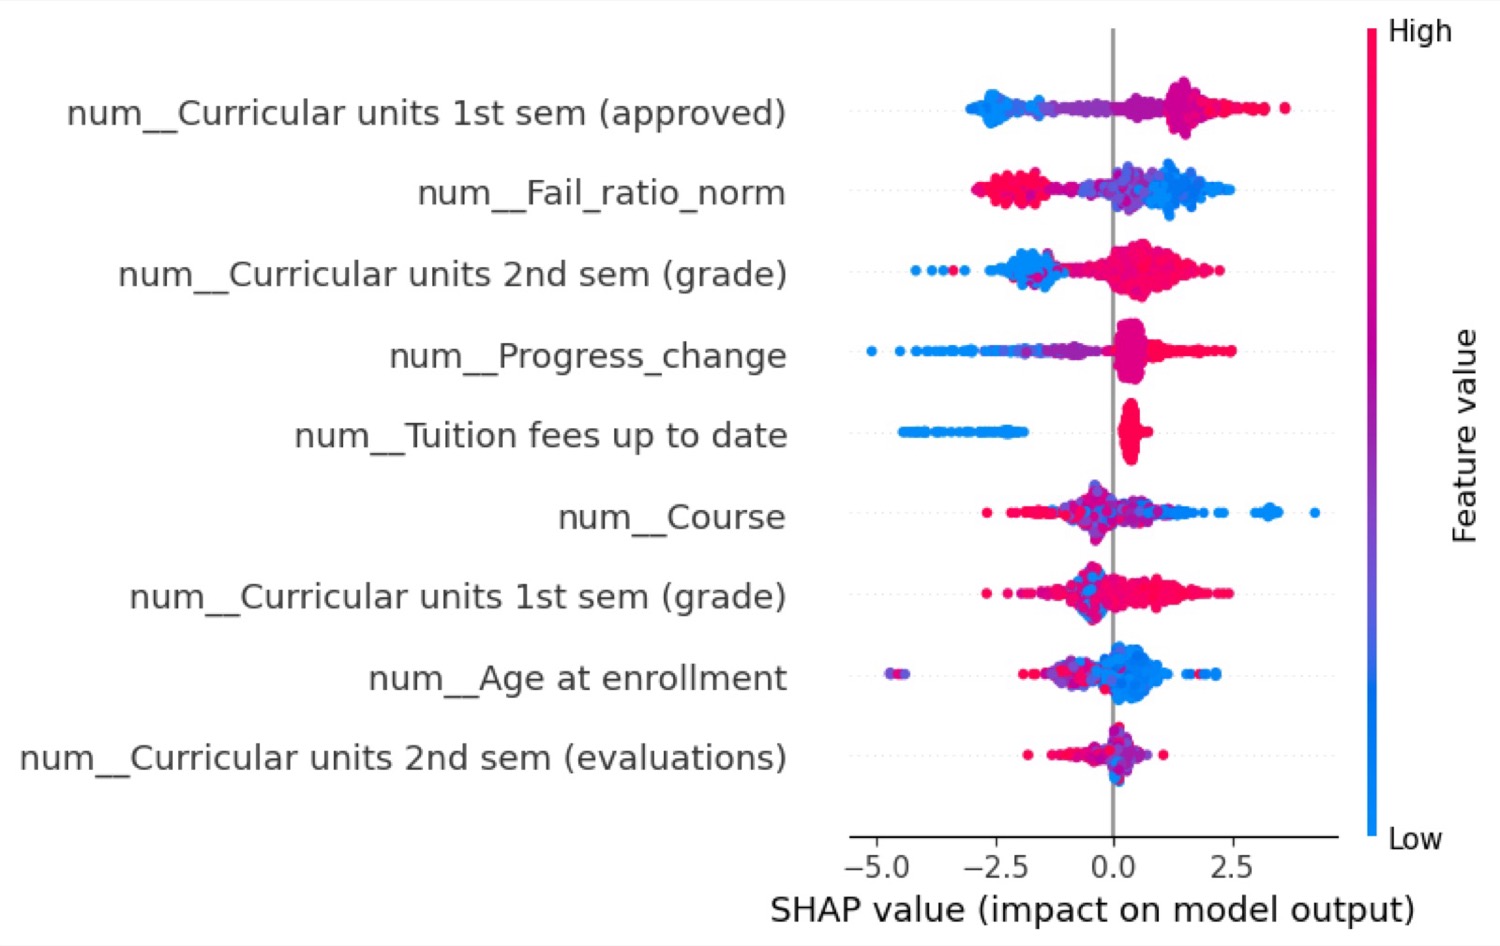 High
num__Curricular units 1st sem (approved)
num__Fail_ratio_norm
num__Curricular units 2nd sem (grade)
num__Progress_change
num__Tuition fees up to date
num__Course
num__Curricular units 1st sem (grade)
num__Age at enrollment
num__Curricular units 2nd sem (evaluations)
Feature value
Low
−5.0 −2.5 0.0 2.5
SHAP value (impact on model output)